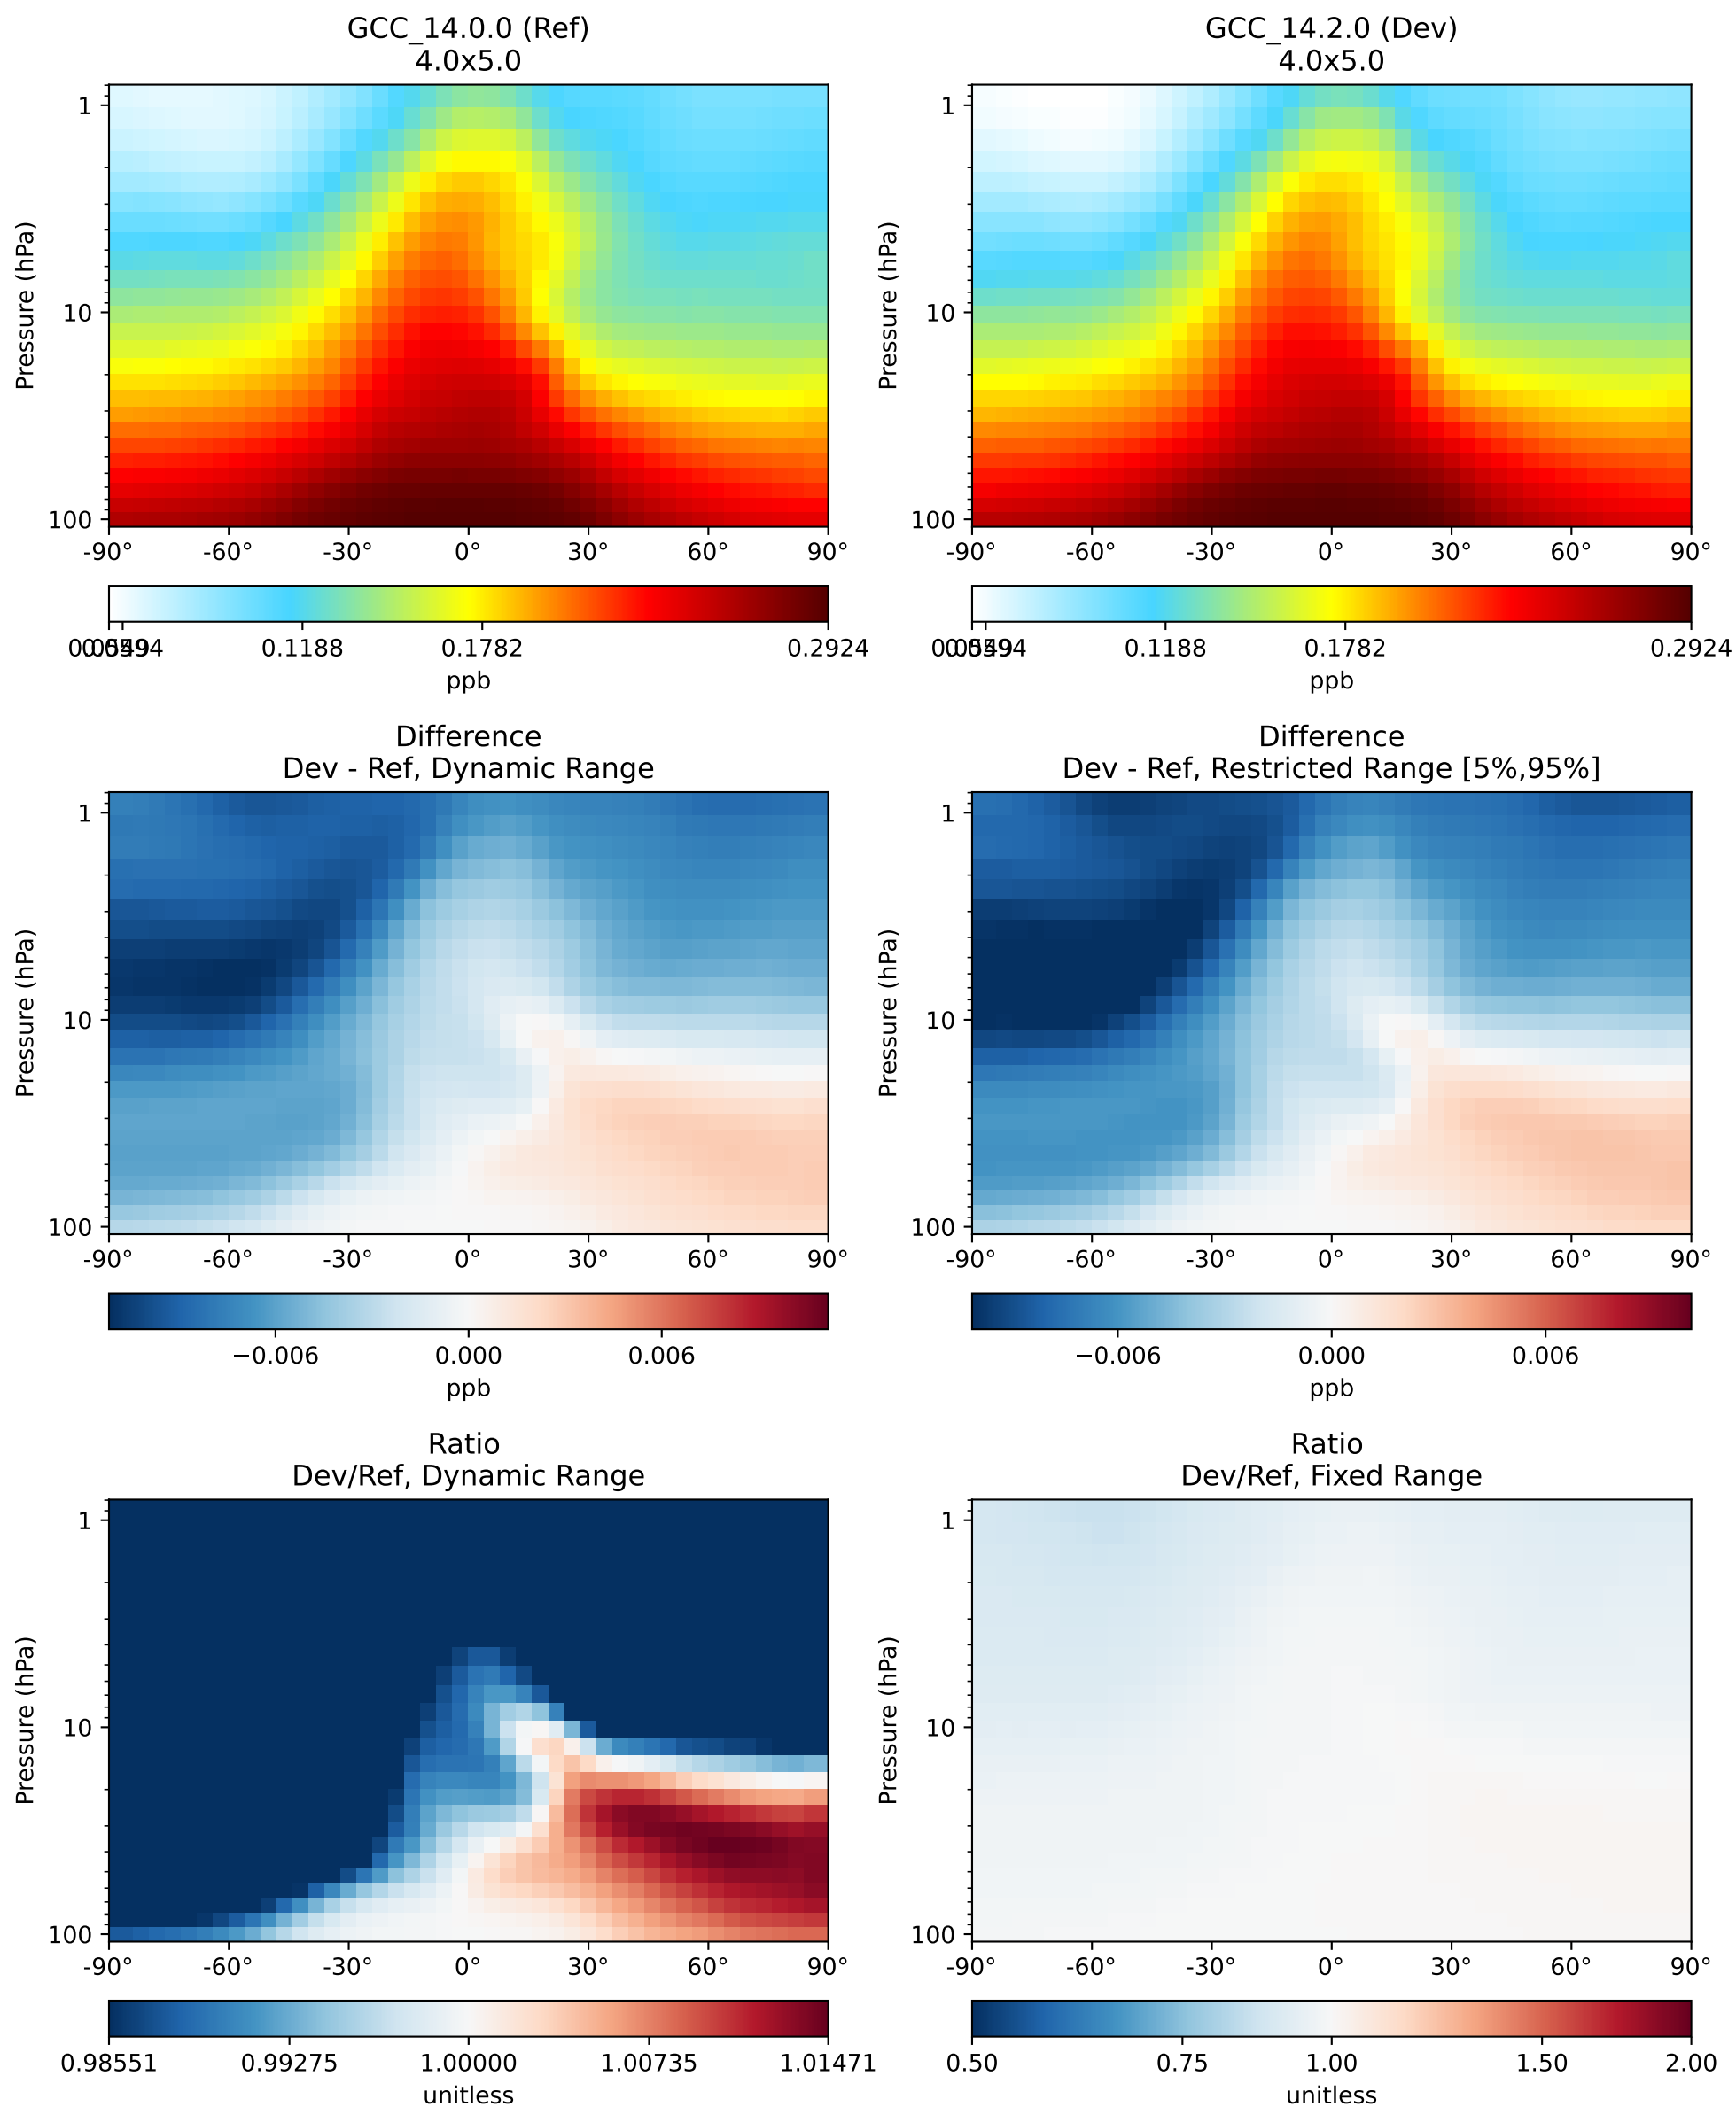 GCC_14.0.0 (Ref)
4.0x5.0
GCC_14.2.0 (Dev)
4.0x5.0
Pressure (hPa)
1
10
100
-90° -60° -30° 0° 30° 60° 90°
Pressure (hPa)
1
10
100
-90° -60° -30° 0° 30° 60° 90°
0.0594 0.1188 0.1782 0.2924
ppb
0.0594 0.1188 0.1782 0.2924
ppb
Difference
Dev - Ref, Dynamic Range
Difference
Dev - Ref, Restricted Range [5%,95%]
Pressure (hPa)
1
10
100
-90° -60° -30° 0° 30° 60° 90°
Pressure (hPa)
1
10
100
-90° -60° -30° 0° 30° 60° 90°
−0.006 0.000 0.006
ppb
−0.006 0.000 0.006
ppb
Ratio
Dev/Ref, Dynamic Range
Ratio
Dev/Ref, Fixed Range
Pressure (hPa)
1
10
100
-90° -60° -30° 0° 30° 60° 90°
Pressure (hPa)
1
10
100
-90° -60° -30° 0° 30° 60° 90°
0.98551 0.99275 1.00000 1.00735 1.01471
unitless
0.50 0.75 1.00 1.50 2.00
unitless